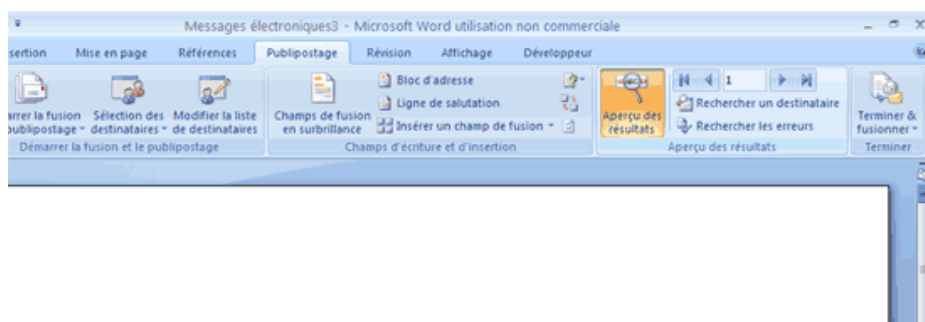 Messages électroniques3 - Microsoft Word utilisation non commerciale
sertion Mise en page Références Publipostage Révision Affichage Développeur
Bloc d'adresse
1
Ligne de salutation
Rechercher un destinataire
rrer la fusion Sélection des Modifier la liste Champs de fusion Aperçu des Terminer &
publipostage destinataires de destinataires en surbrillance Insérer un champ de fusion résultats Rechercher les erreurs fusionner
Démarrer la fusion et le publipostage Champs d'écriture et d'insertion Aperçu des résultats Terminer